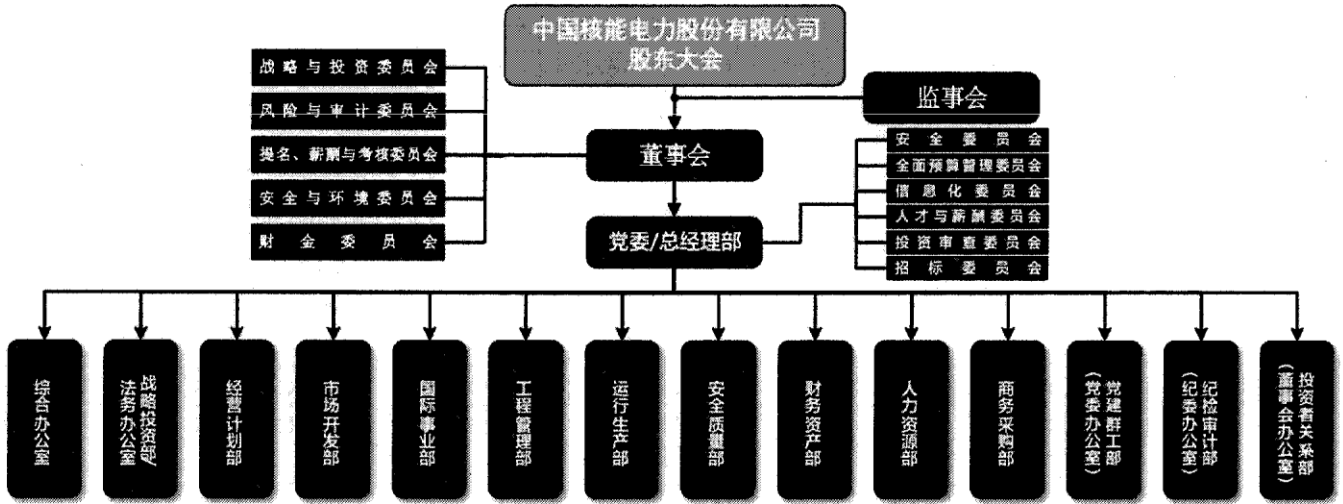 中国核能电力股份有限公司
股东大会
战略与投资委员会
风险与审计委员会
提名、薪酬与考核委员会
安全与环境委员会
财金委员会
监事会
董事会
党委/总经理部
安全委员会
全面预算管理委员会
信息化委员会
人才与薪酬委员会
投资审查委员会
招标委员会
综合办公室
战略投资部/
法务办公室
经营计划部
市场开发部
国际事业部
工程管理部
运行生产部
安全质量部
财务资产部
人力资源部
商务采购部
党建群工部
(党委办公室)
纪检审计部
(纪委办公室)
投资者关系部
(董事会办公室)